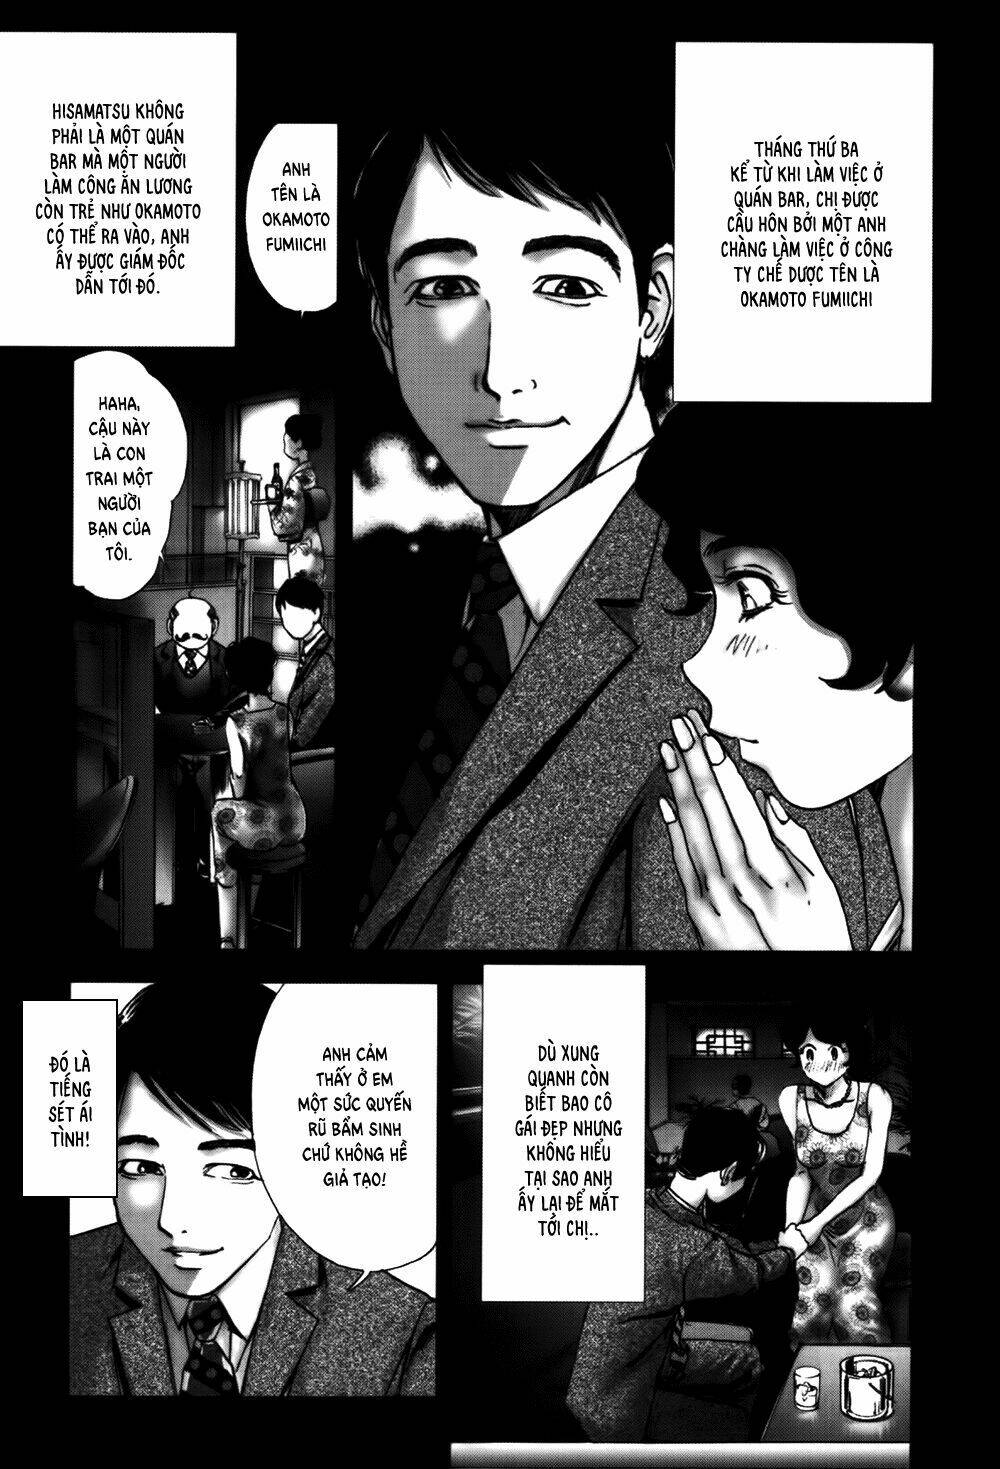 THÁNG THỨ BA
KỂ TỪ KHI LÀM VIỆC Ở
QUÁN BAR, CHỊ ĐƯỢC
CẦU HÔN BỞI MỘT ANH
CHÀNG LÀM VIỆC Ở CÔNG
TY CHẾ DƯỢC TÊN LÀ
OKAMOTO FUMIICHI
ANH
TÊN LÀ
OKAMOTO
FUMIICHI
HISAMATSU KHÔNG
PHẢI LÀ MỘT QUÁN
BAR MÀ MỘT NGƯỜI
LÀM CÔNG ĂN LƯƠNG
CÒN TRẺ NHƯ OKAMOTO
CÓ THỂ RA VÀO, ANH
ẤY ĐƯỢC GIÁM ĐỐC
DẪN TỚI ĐÓ.
HAHA,
CẬU NÀY
LÀ CON
TRAI MỘT
NGƯỜI
BẠN CỦA
TÔI.
DÙ XUNG
QUANH CÒN
BIẾT BAO CÔ
GÁI ĐẸP NHƯNG
KHÔNG HIỂU
TẠI SAO ANH
ẤY LẠI ĐỂ MẮT
TỚI CHỊ..
ANH CẢM
THẤY Ở EM
MỘT SỨC QUYẾN
RŨ BẨM SINH
CHỨ KHÔNG HỀ
GIẢ TẠO!
ĐÓ LÀ
TIẾNG
SÉT ÁI
TÌNH!